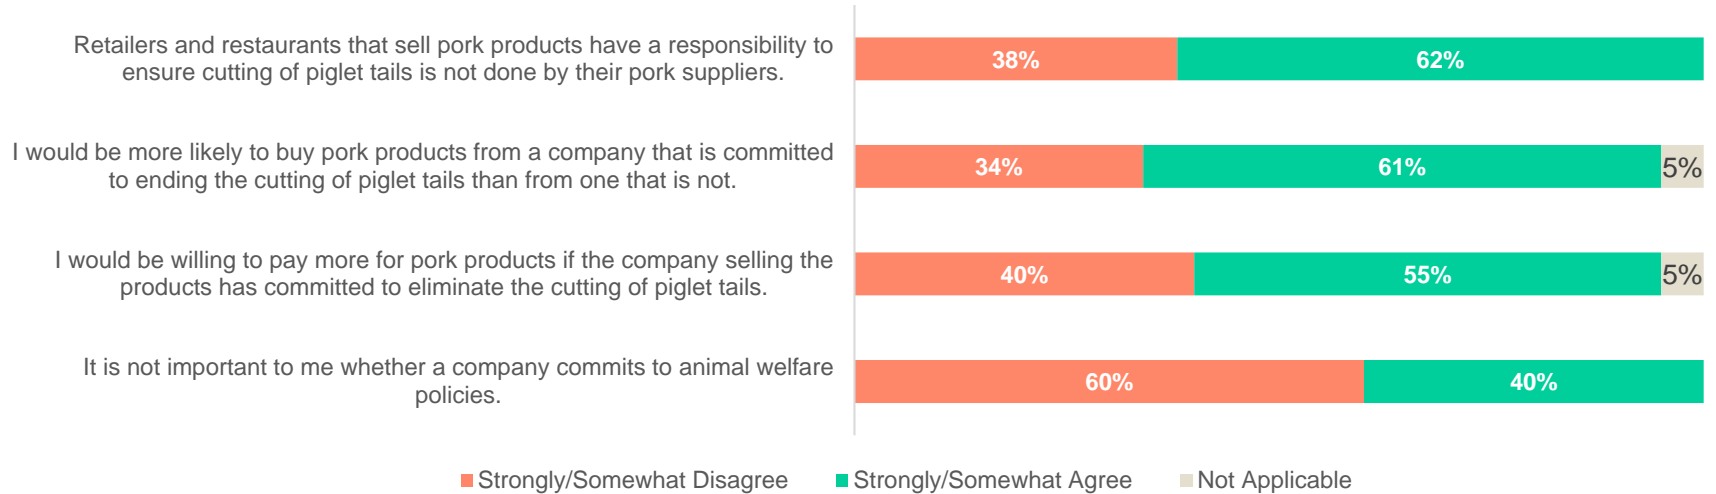 Retailers and restaurants that sell pork products have a responsibility to
ensure cutting of piglet tails is not done by their pork suppliers.
38%
62%
I would be more likely to buy pork products from a company that is committed
to ending the cutting of piglet tails than from one that is not.
34%
61%
5%
I would be willing to pay more for pork products if the company selling the
products has committed to eliminate the cutting of piglet tails.
40%
55%
5%
It is not important to me whether a company commits to animal welfare
policies.
60%
40%
Strongly/Somewhat Disagree
Strongly/Somewhat Agree
Not Applicable